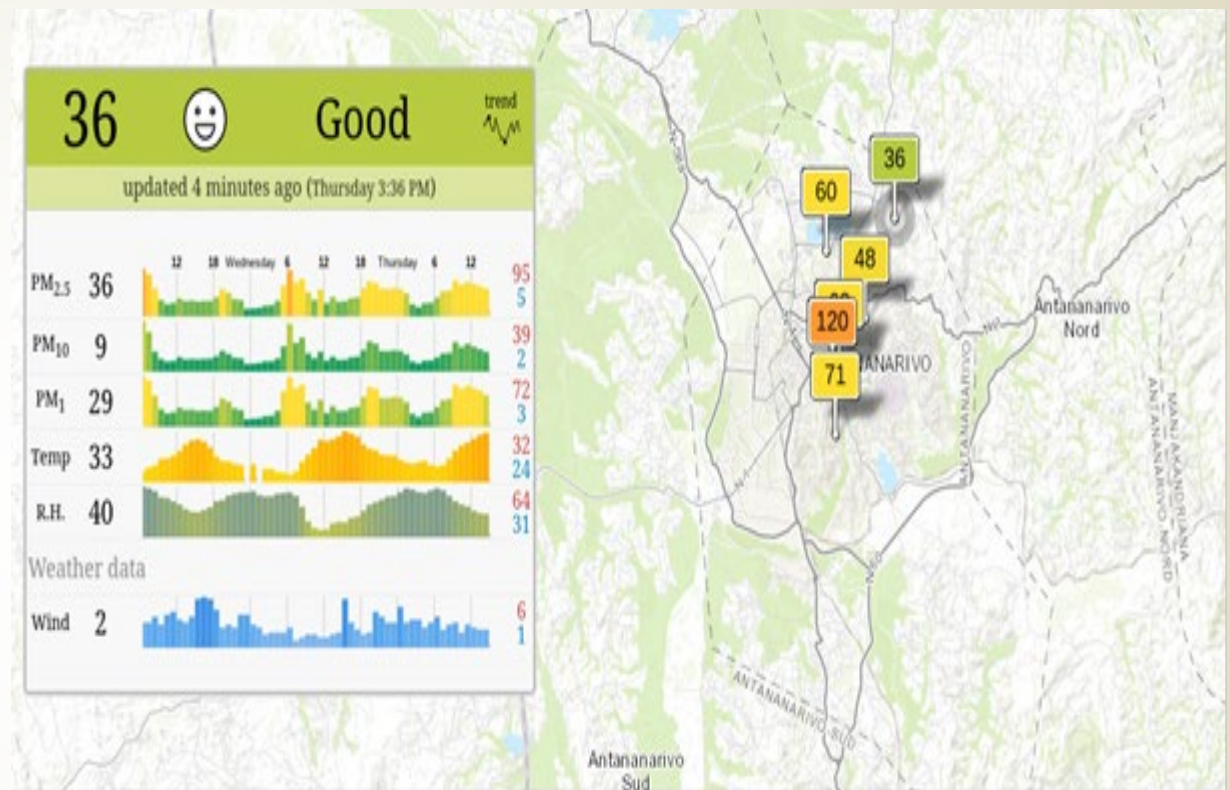 36 Good trend
updated 4 minutes ago (Thursday 3:36 PM)
12 18 Wednesday 6 12 18 Thursday 6 12
PM2.5 36 95
5
PM10 9 39
2
PM1 29 72
3
Temp 33 32
24
R.H. 40 64
31
Weather data
Wind 2 6
1
36
60
48
120
71
Antananarivo
Nord
ANTANANARIVO
MANJAKANDRIANA
ANTANANARIVO NORD
ANTANANARIVO-SUD
Antananarivo
Sud